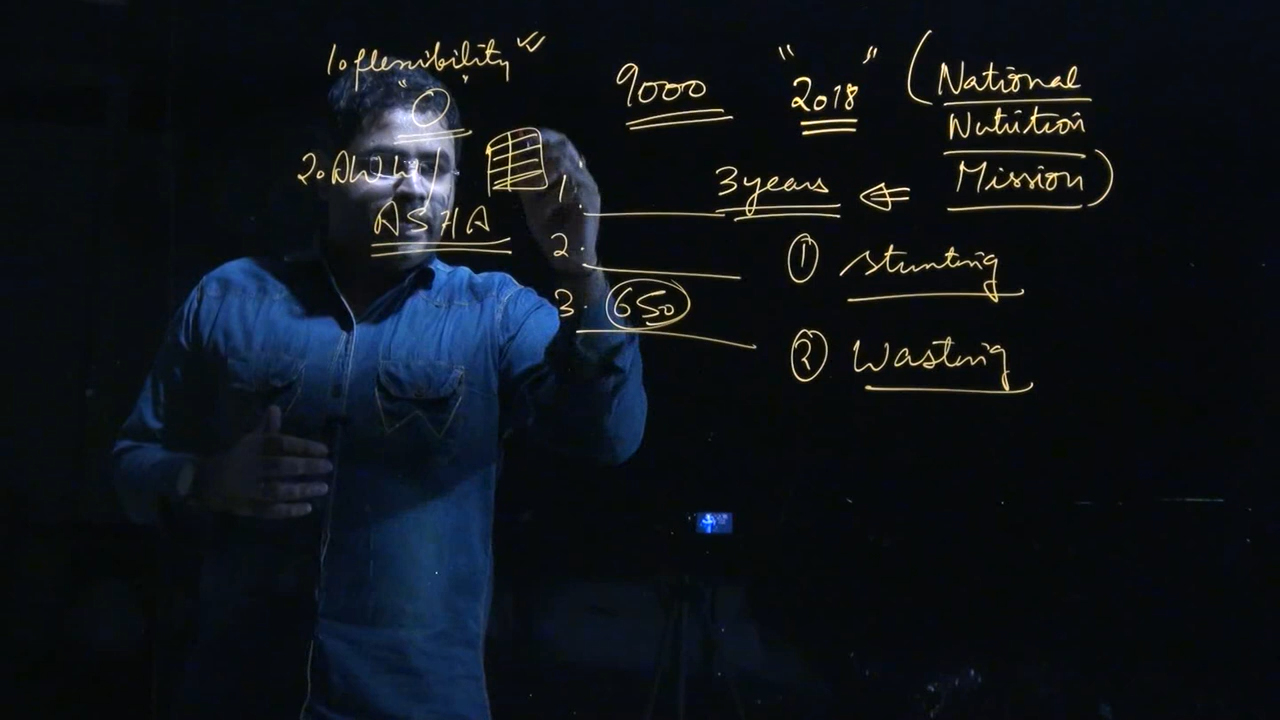 1. flexibility
"O"
2. AWW /
ASHA
1.
2.
3. 650
9000
"2018"
(National
Nutrition
Mission)
3 years ⇐
① Stunting
② Wasting